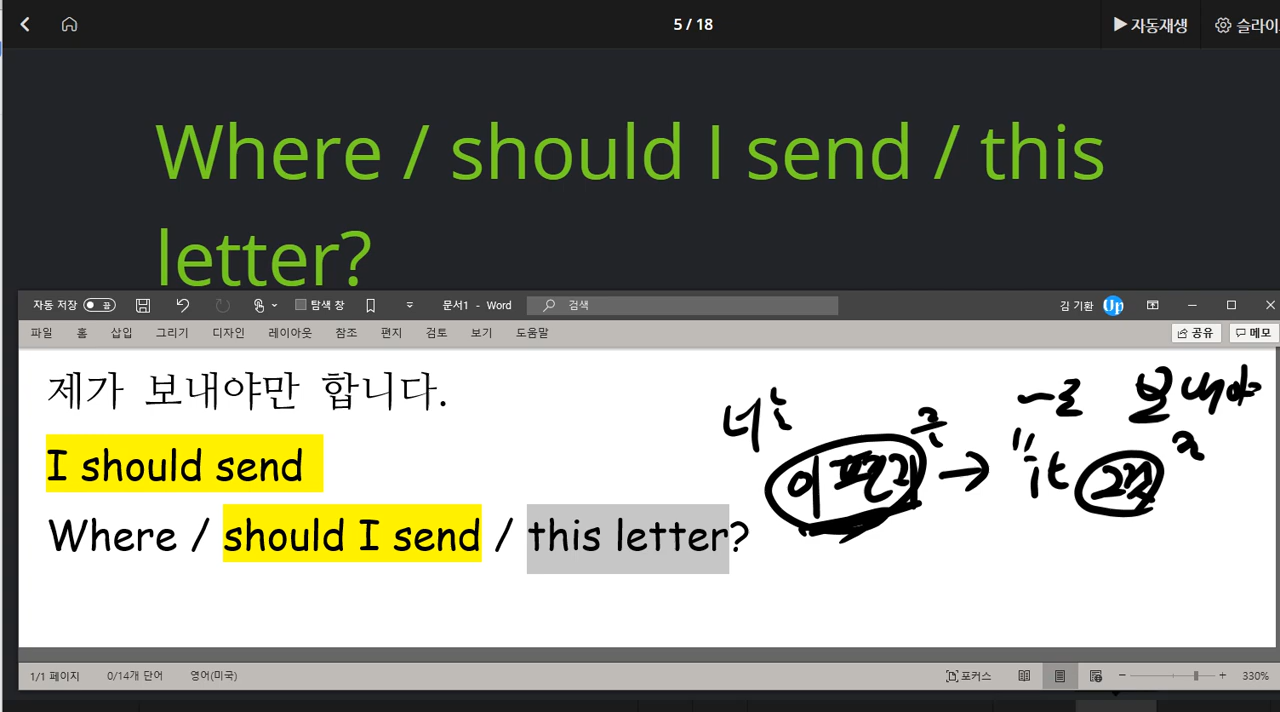 5 / 18
▶ 자동재생
슬라이
Where / should I send / this
letter?
자동 저장 끔
탐색 창
문서1 - Word
검색
김 기환
Up
파일 홈 삽입 그리기 디자인 레이아웃 참조 편지 검토 보기 도움말
공유
메모
제가 보내야만 합니다.
I should send
Where / should I send / this letter?
너는
~로 보내야
이 편지 → it 그것
1/1 페이지 0/14개 단어 영어(미국)
포커스
- + 330%